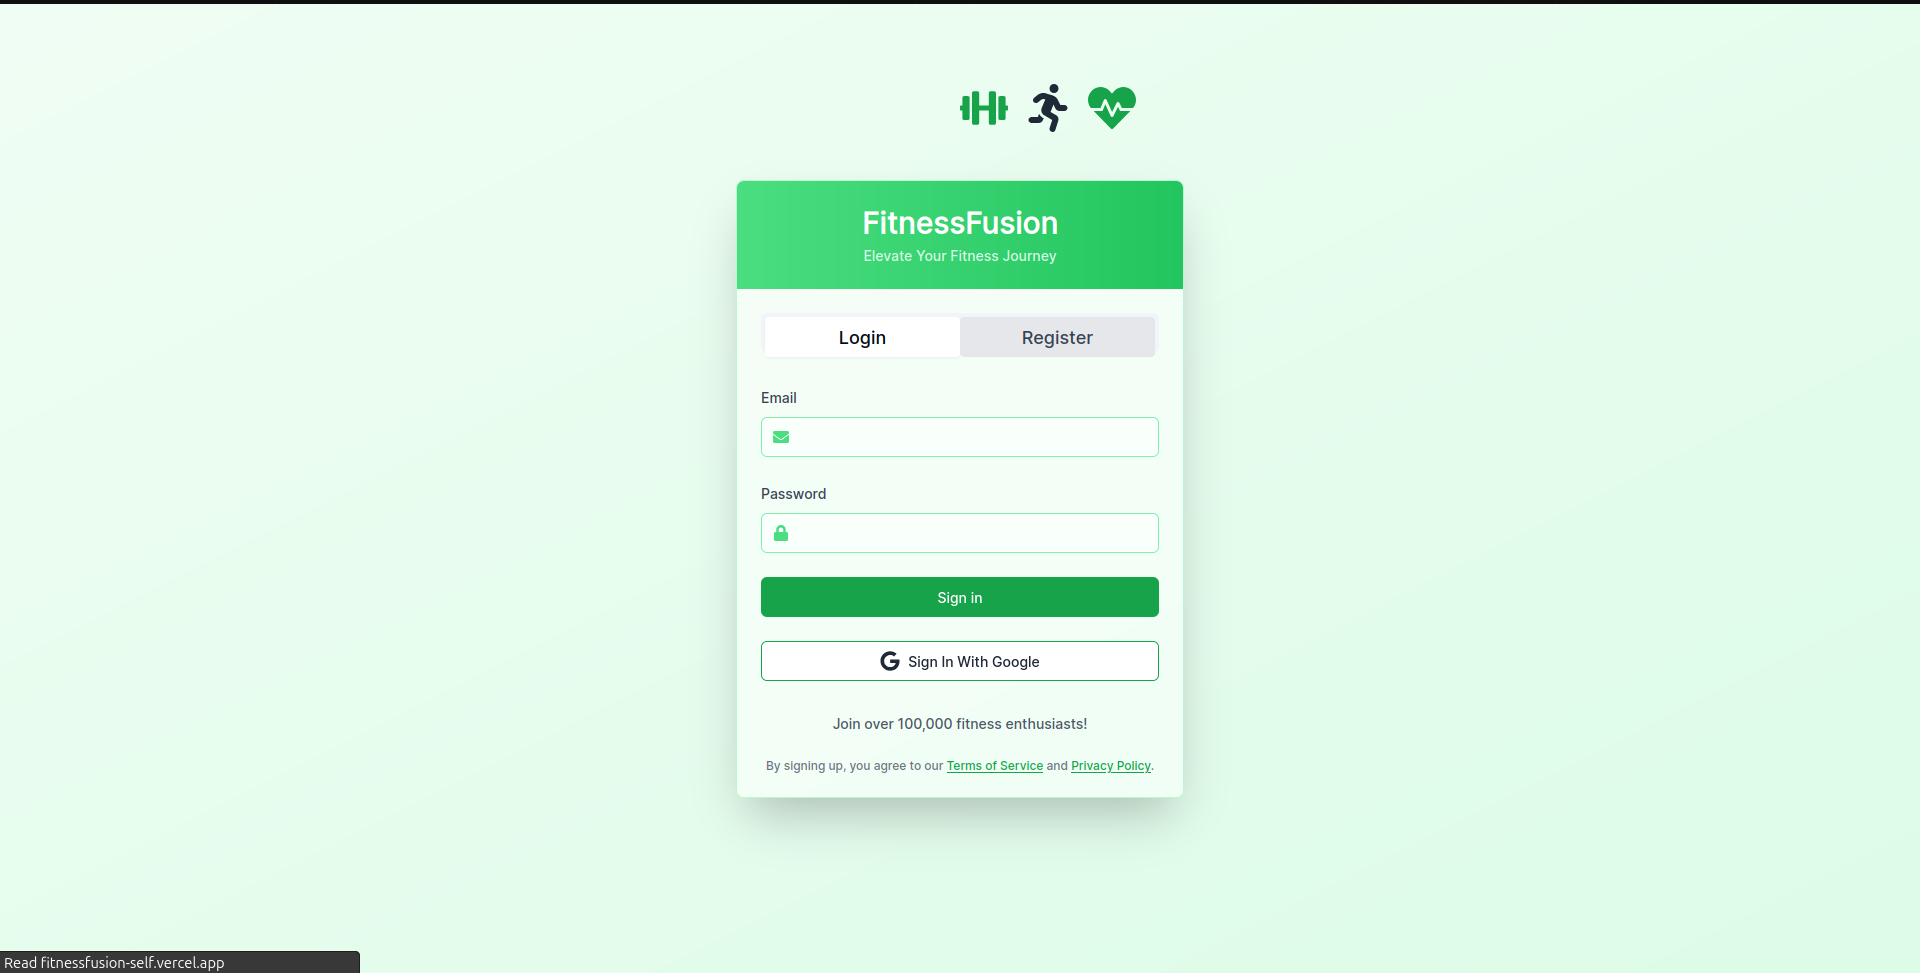 FitnessFusion
Elevate Your Fitness Journey
Login Register
Email
Password
Sign in
Sign In With Google
Join over 100,000 fitness enthusiasts!
By signing up, you agree to our Terms of Service and Privacy Policy.
Read fitnessfusion-self.vercel.app